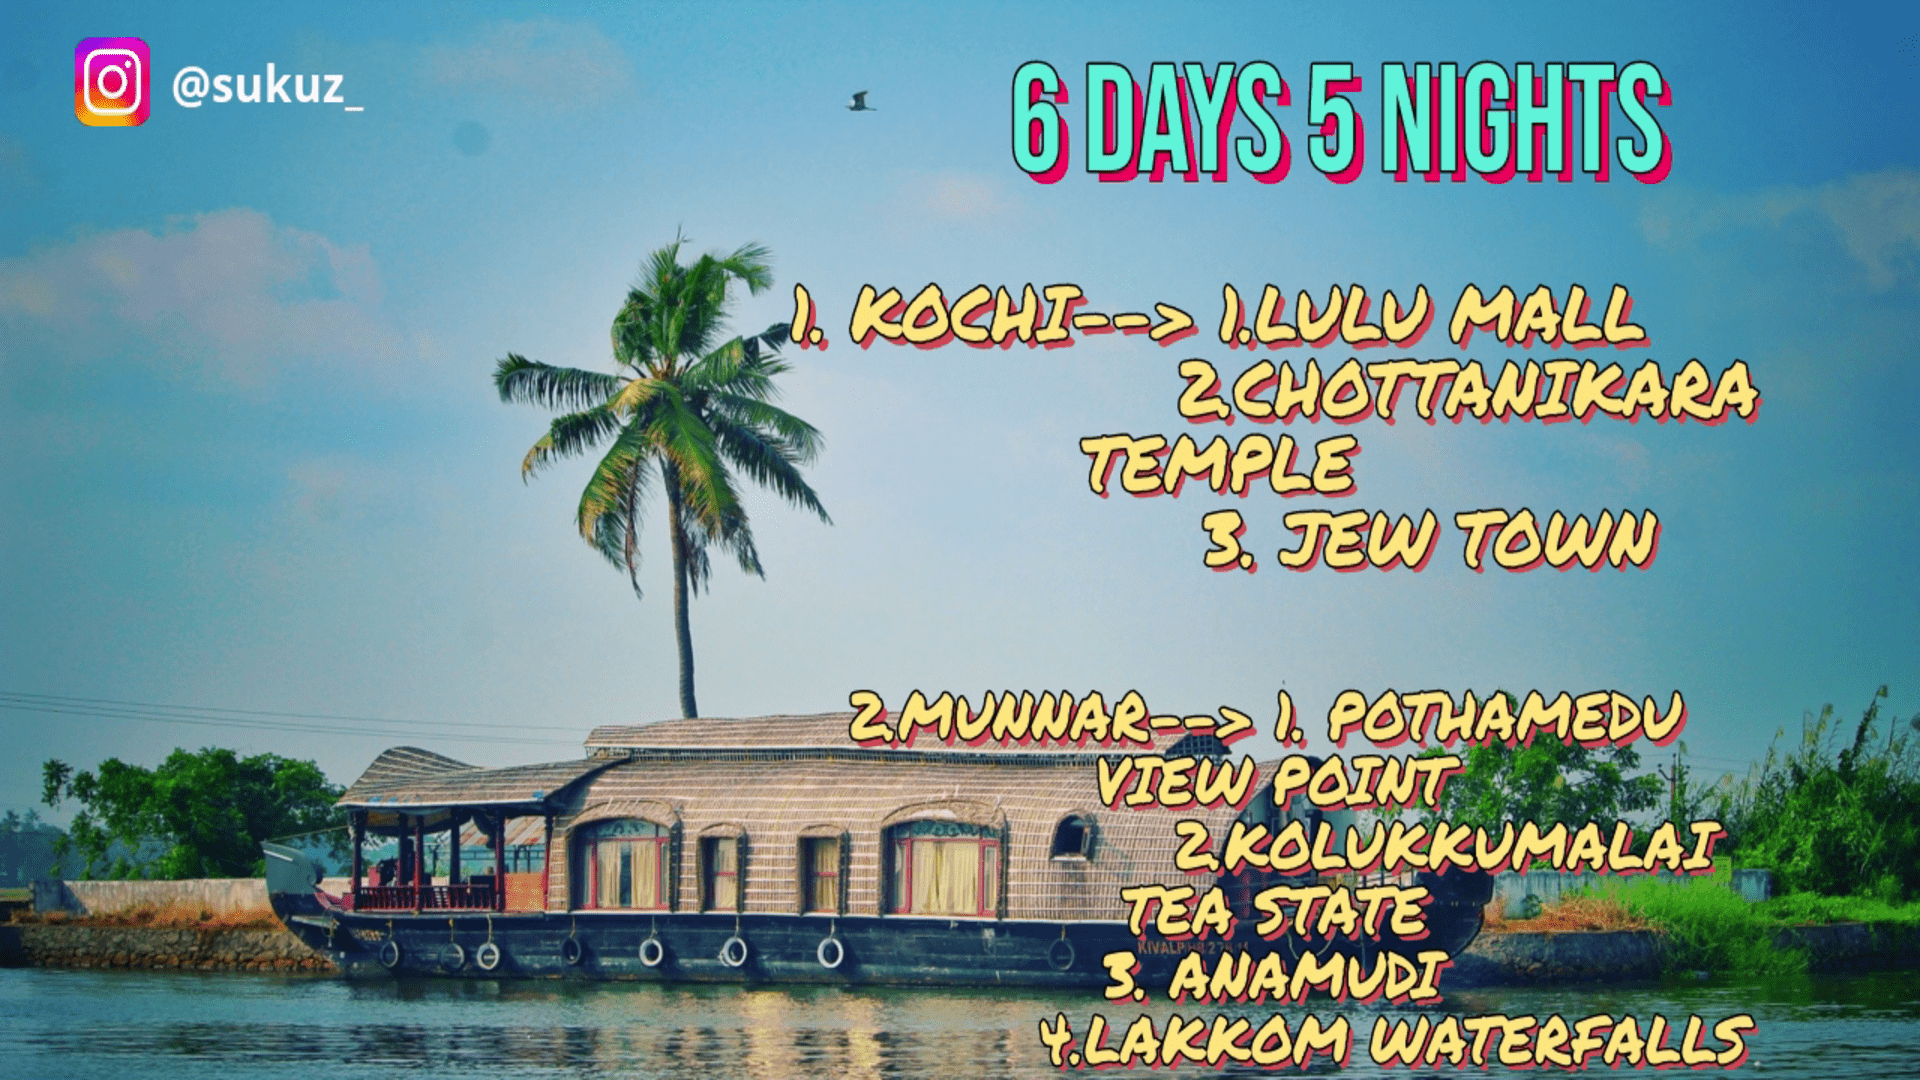 @sukuz_
6 DAYS 5 NIGHTS
1. KOCHI--> 1.LULU MALL
2.CHOTTANIKARA
TEMPLE
3. JEW TOWN
2.MUNNAR--> 1. POTHAMEDU
VIEW POINT
2.KOLUKKUMALAI
TEA STATE
3. ANAMUDI
4.LAKKOM WATERFALLS